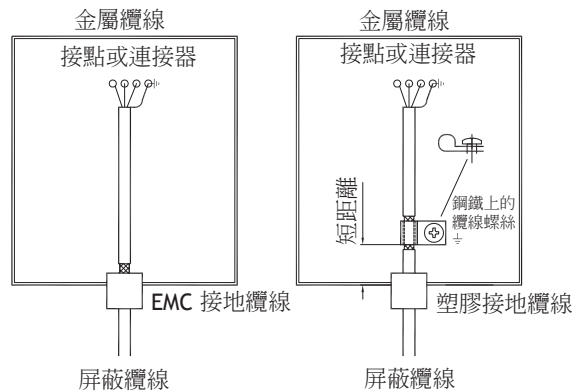 金屬纜線
接點或連接器
EMC 接地纜線
屏蔽纜線
金屬纜線
接點或連接器
短距離
鋼鐵上的
纜線螺絲
塑膠接地纜線
屏蔽纜線